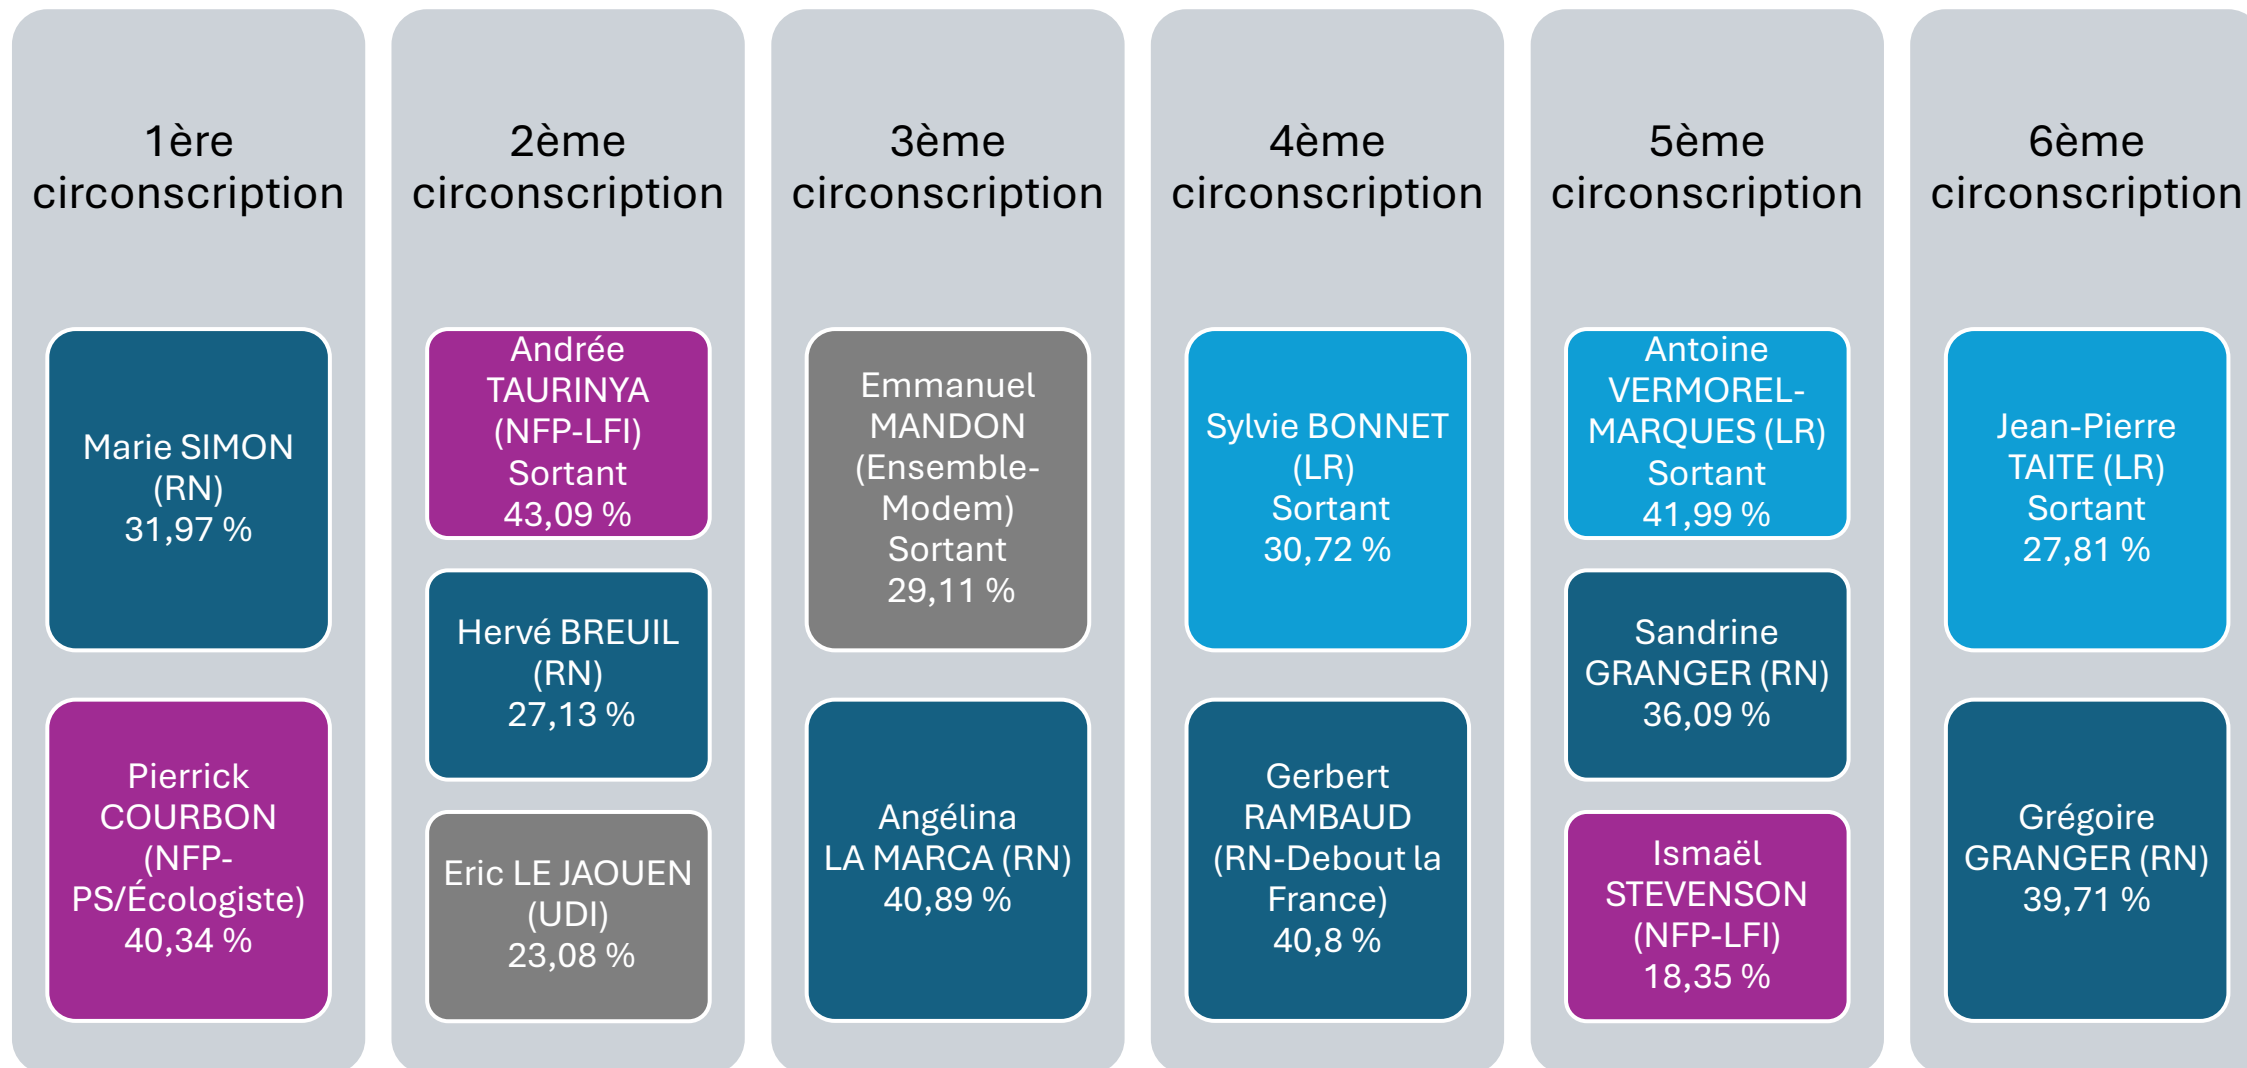 1ère
circonscription
Marie SIMON
(RN)
31,97 %
Pierrick
COURBON
(NFP-
PS/Écologiste)
40,34 %
2ème
circonscription
Andrée
TAURINYA
(NFP-LFI)
Sortant
43,09 %
Hervé BREUIL
(RN)
27,13 %
Eric LE JAOUEN
(UDI)
23,08 %
3ème
circonscription
Emmanuel
MANDON
(Ensemble-
Modem)
Sortant
29,11 %
Angélina
LA MARCA (RN)
40,89 %
4ème
circonscription
Sylvie BONNET
(LR)
Sortant
30,72 %
Gerbert
RAMBAUD
(RN-Debout la
France)
40,8 %
5ème
circonscription
Antoine
VERMOREL-
MARQUES (LR)
Sortant
41,99 %
Sandrine
GRANGER (RN)
36,09 %
Ismaël
STEVENSON
(NFP-LFI)
18,35 %
6ème
circonscription
Jean-Pierre
TAITE (LR)
Sortant
27,81 %
Grégoire
GRANGER (RN)
39,71 %